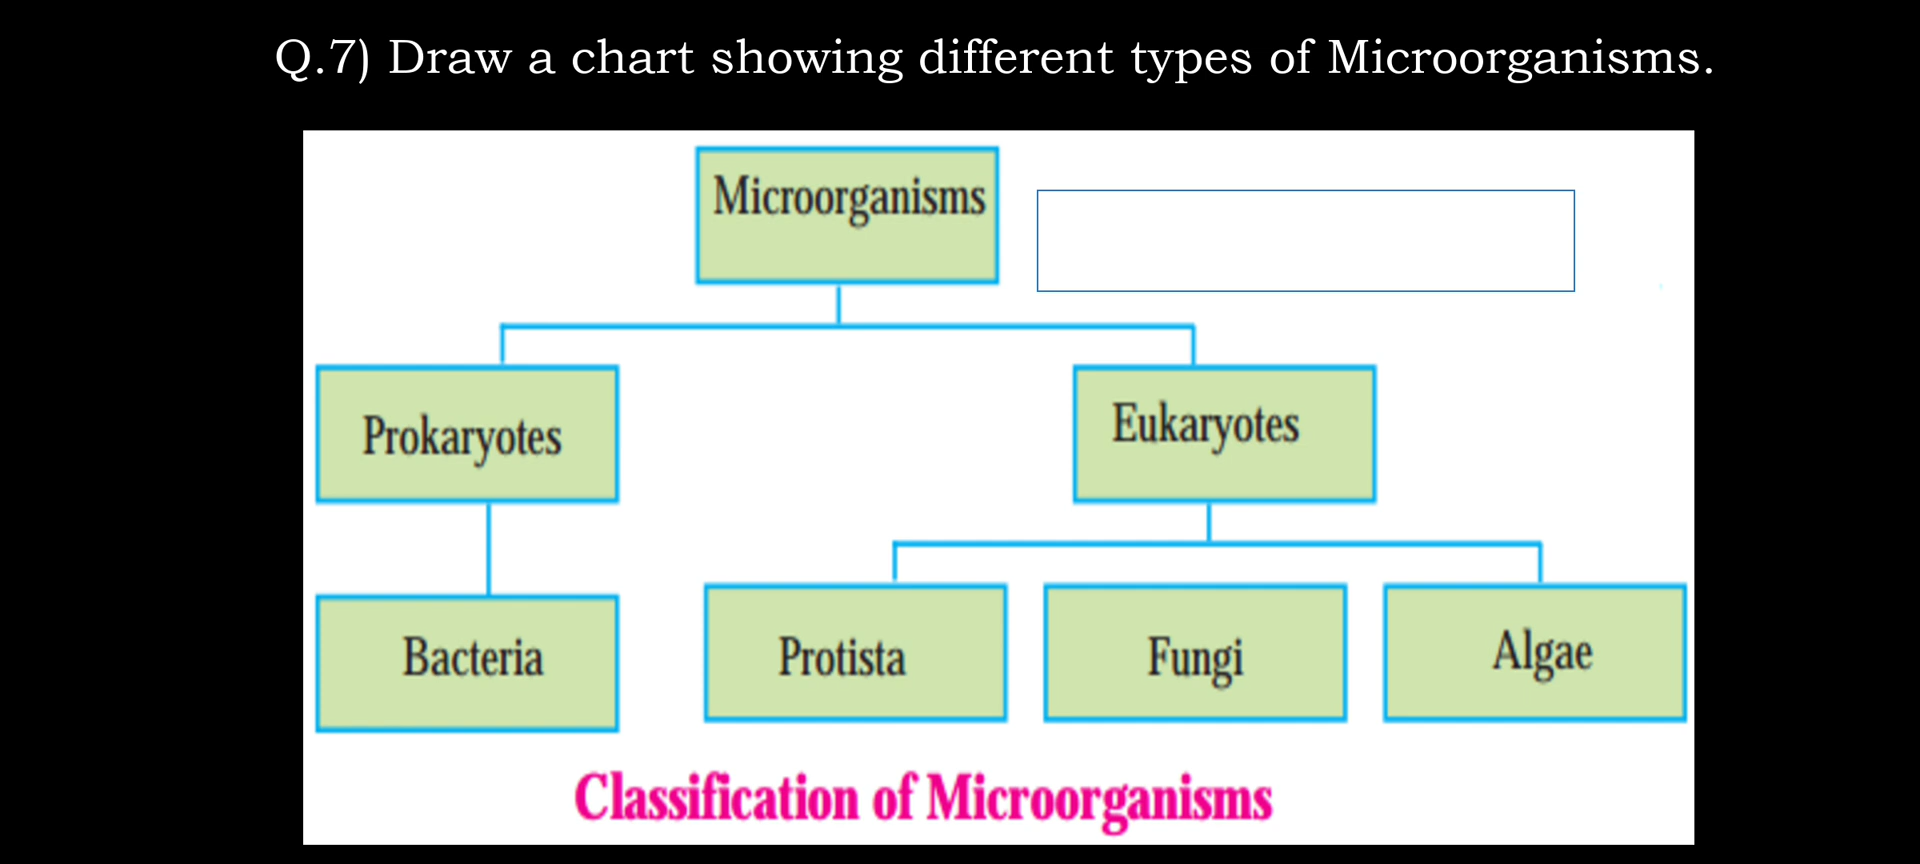 Q.7) Draw a chart showing different types of Microorganisms.
Microorganisms
Prokaryotes
Eukaryotes
Bacteria
Protista
Fungi
Algae
Classification of Microorganisms